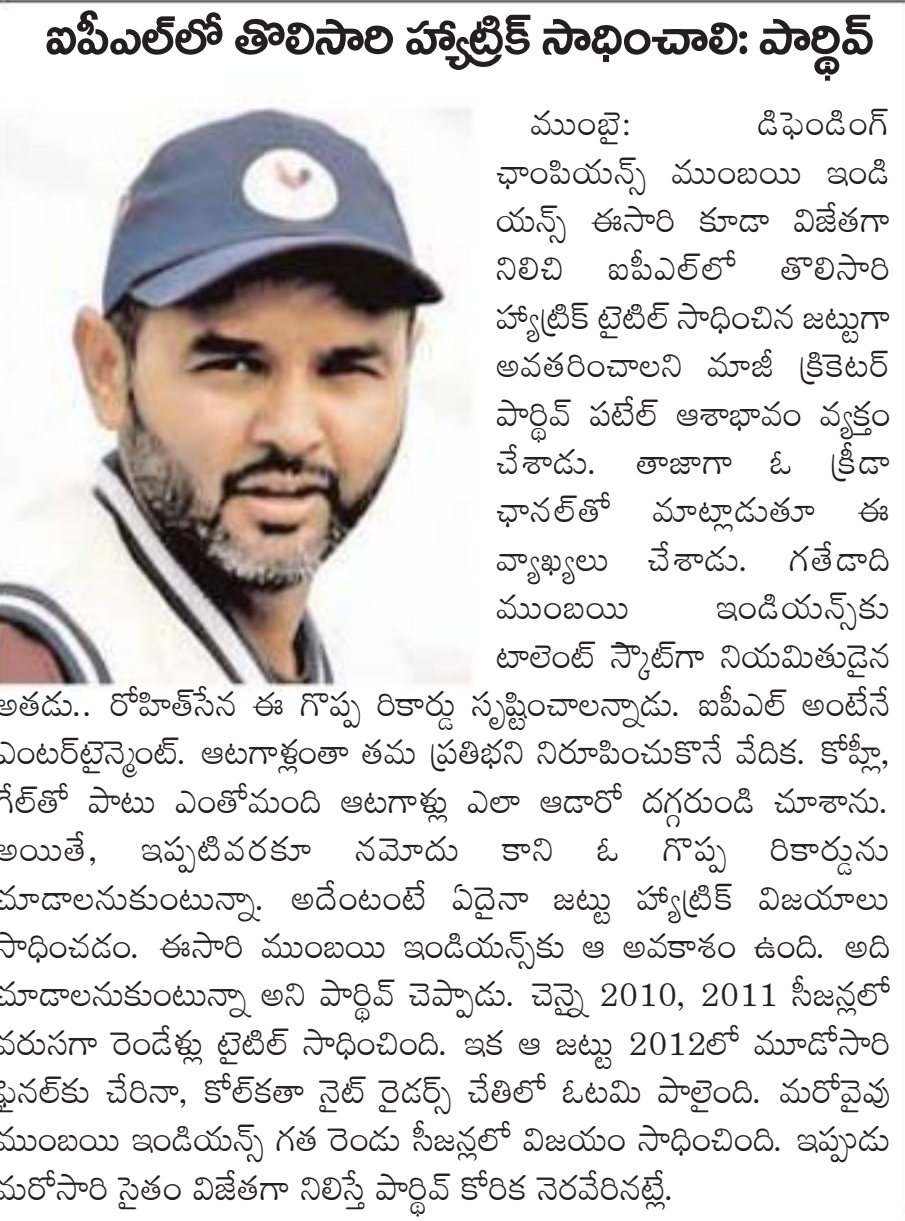 ఐపీఎల్‌లో తొలిసారి హ్యాట్రిక్ సాధించాలి: పార్థివ్
ముంబై: డిఫెండింగ్
ఛాంపియన్స్ ముంబయి ఇండి
యన్స్ ఈసారి కూడా విజేతగా
నిలిచి ఐపీఎల్‌లో తొలిసారి
హ్యాట్రిక్ టైటిల్ సాధించిన జట్టుగా
అవతరించాలని మాజీ క్రికెటర్
పార్థివ్ పటేల్ ఆశాభావం వ్యక్తం
చేశాడు. తాజాగా ఓ క్రీడా
ఛానల్‌తో మాట్లాడుతూ ఈ
వ్యాఖ్యలు చేశాడు. గతేడాది
ముంబయి ఇండియన్స్‌కు
టాలెంట్ స్కౌట్‌గా నియమితుడైన
అతడు.. రోహిత్‌సేన ఈ గొప్ప రికార్డు సృష్టించాలన్నాడు. ఐపీఎల్ అంటేనే
ఎంటర్‌టైన్మెంట్. ఆటగాళ్లంతా తమ ప్రతిభని నిరూపించుకొనే వేదిక. కోహ్లీ,
గేల్‌తో పాటు ఎంతోమంది ఆటగాళ్లు ఎలా ఆడారో దగ్గరుండి చూశాను.
అయితే, ఇప్పటివరకూ నమోదు కాని ఓ గొప్ప రికార్డును
చూడాలనుకుంటున్నా. అదేంటంటే ఏదైనా జట్టు హ్యాట్రిక్ విజయాలు
సాధించడం. ఈసారి ముంబయి ఇండియన్స్‌కు ఆ అవకాశం ఉంది. అది
చూడాలనుకుంటున్నా అని పార్థివ్ చెప్పాడు. చెన్నై 2010, 2011 సీజన్లలో
వరుసగా రెండేళ్లు టైటిల్ సాధించింది. ఇక ఆ జట్టు 2012లో మూడోసారి
ఫైనల్‌కు చేరినా, కోల్‌కతా నైట్ రైడర్స్ చేతిలో ఓటమి పాలైంది. మరోవైవు
ముంబయి ఇండియన్స్ గత రెండు సీజన్లలో విజయం సాధించింది. ఇప్పుడు
మరోసారి సైతం విజేతగా నిలిస్తే పార్థివ్ కోరిక నెరవేరినట్లే.